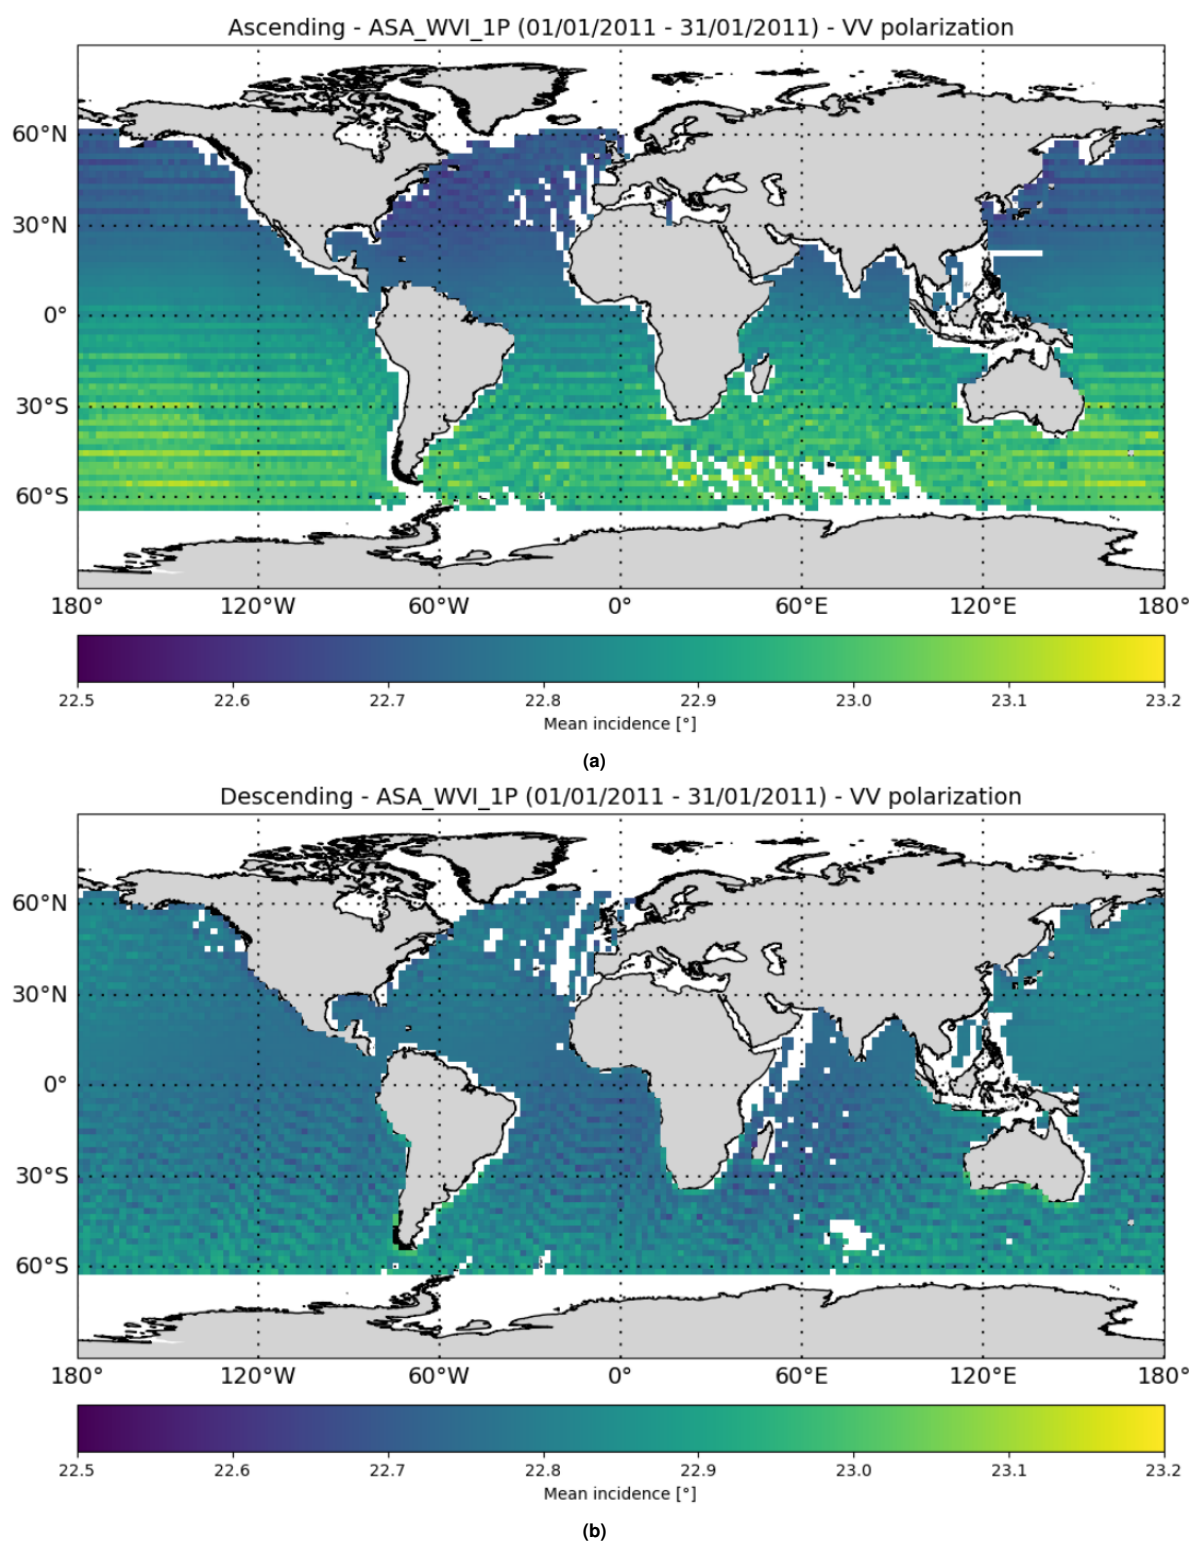 Ascending - ASA_WVI_1P (01/01/2011 - 31/01/2011) - VV polarization
60°N
30°N
0°
30°S
60°S
180° 120°W 60°W 0° 60°E 120°E 180°
22.5 22.6 22.7 22.8 22.9 23.0 23.1 23.2
Mean incidence [°]
(a)
Descending - ASA_WVI_1P (01/01/2011 - 31/01/2011) - VV polarization
60°N
30°N
0°
30°S
60°S
180° 120°W 60°W 0° 60°E 120°E 180°
22.5 22.6 22.7 22.8 22.9 23.0 23.1 23.2
Mean incidence [°]
(b)